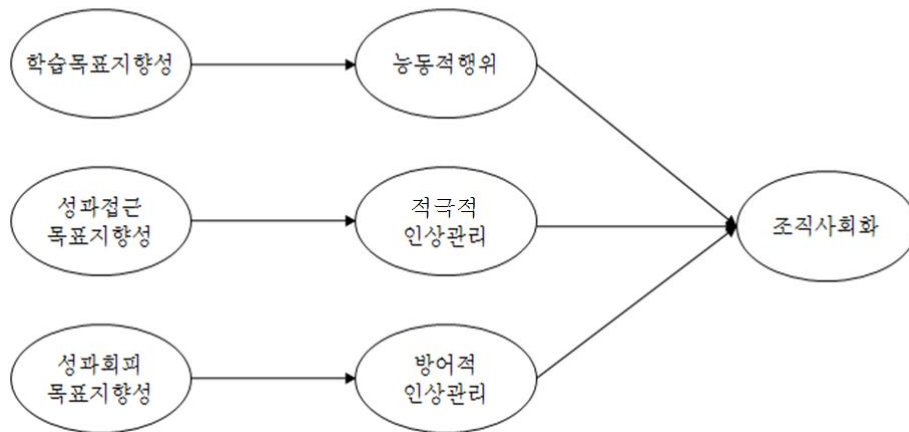 학습목표지향성
능동적행위
성과접근
목표지향성
적극적
인상관리
조직사회화
성과회피
목표지향성
방어적
인상관리